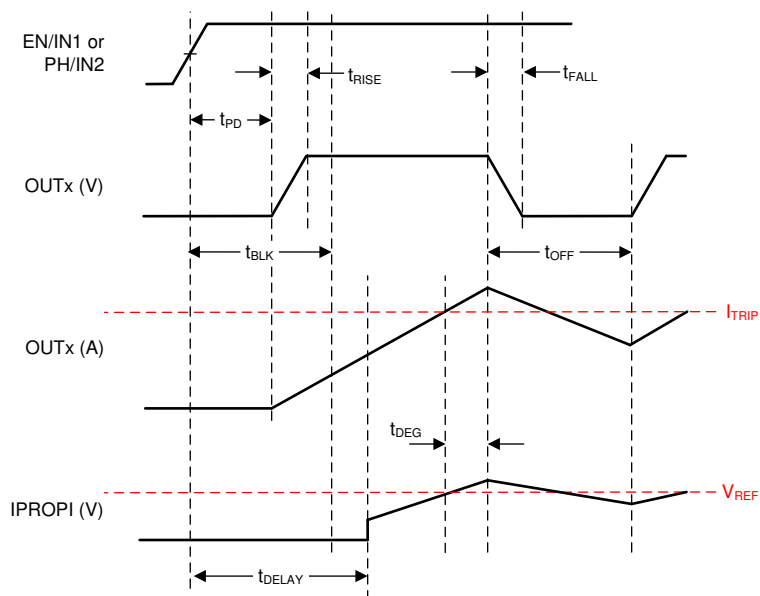 EN/IN1 or
PH/IN2
tRISE
tFALL
tPD
OUTx (V)
tBLK
tOFF
ITRIP
OUTx (A)
tDEG
VREF
IPROPI (V)
tDELAY